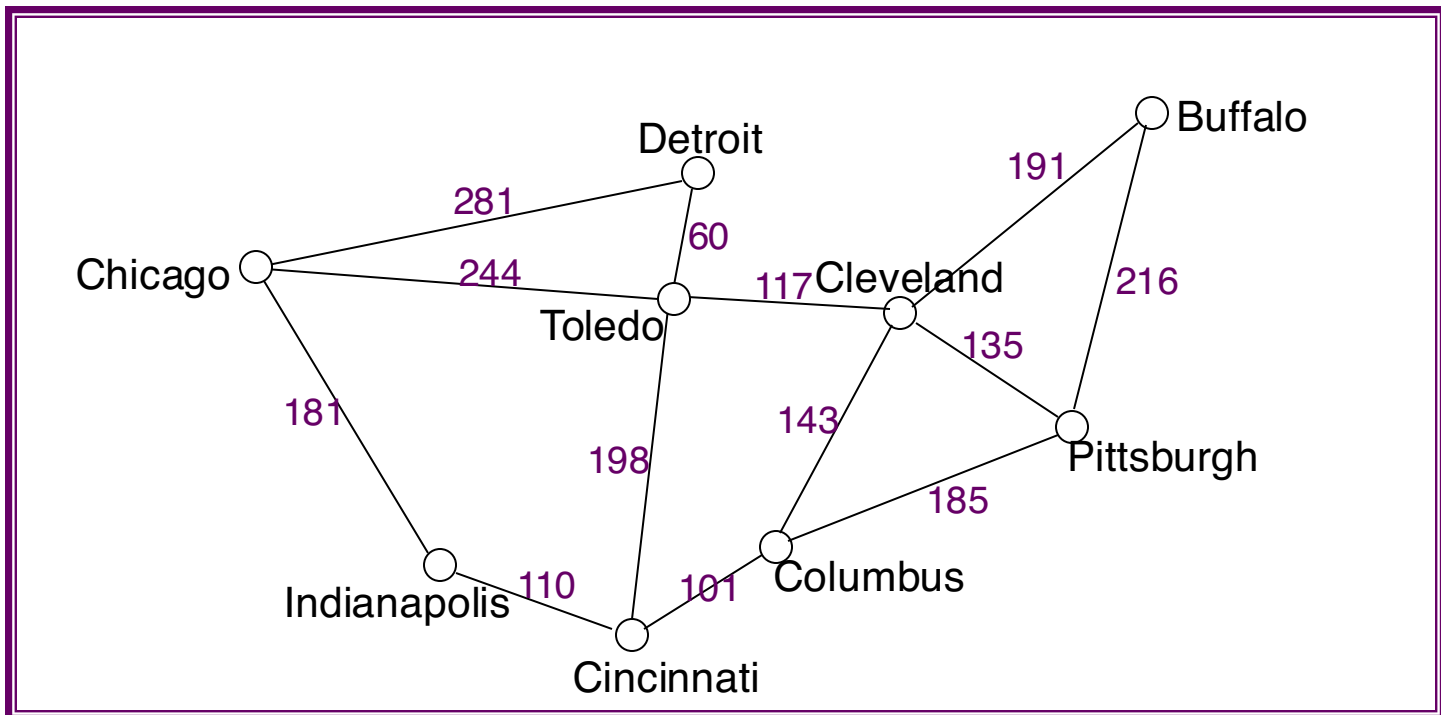 Buffalo
Detroit
191
281
60
Chicago
244
117
Cleveland
216
Toledo
135
181
143
198
Pittsburgh
185
110
101
Columbus
Indianapolis
Cincinnati